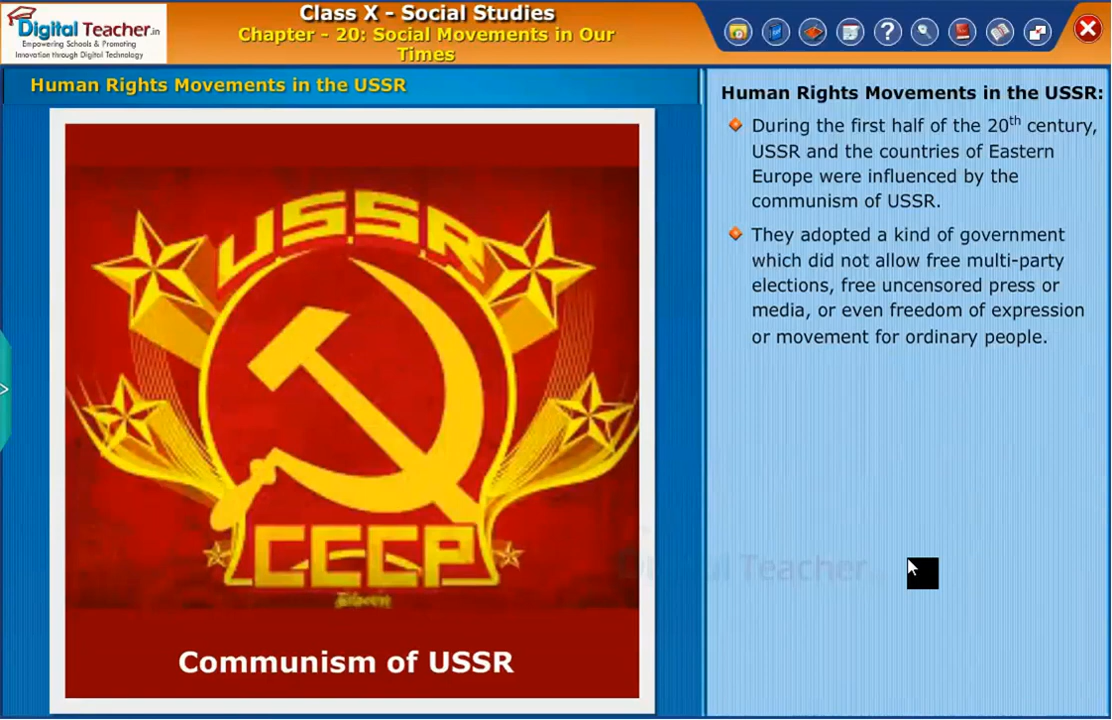 Digital Teacher.in
Empowering Schools & Promoting
Innovation through Digital Technology
Class X - Social Studies
Chapter - 20: Social Movements in Our
Times
Human Rights Movements in the USSR
USSR
CCCP
Communism of USSR
Human Rights Movements in the USSR:
During the first half of the 20th century,
USSR and the countries of Eastern
Europe were influenced by the
communism of USSR.
They adopted a kind of government
which did not allow free multi-party
elections, free uncensored press or
media, or even freedom of expression
or movement for ordinary people.
Digital Teacher